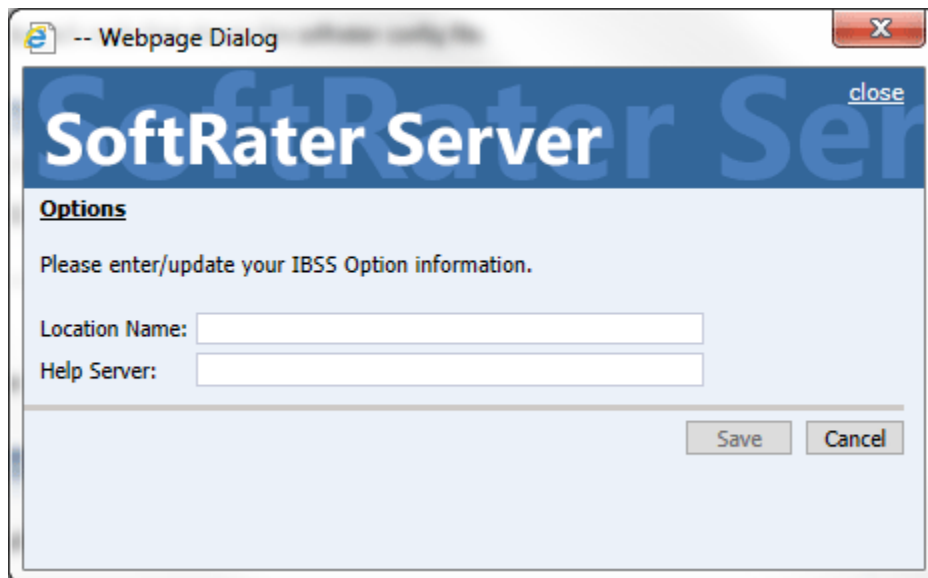 -- Webpage Dialog
close
SoftRater Server
Options
Please enter/update your IBSS Option information.
Location Name:
Help Server:
Save Cancel